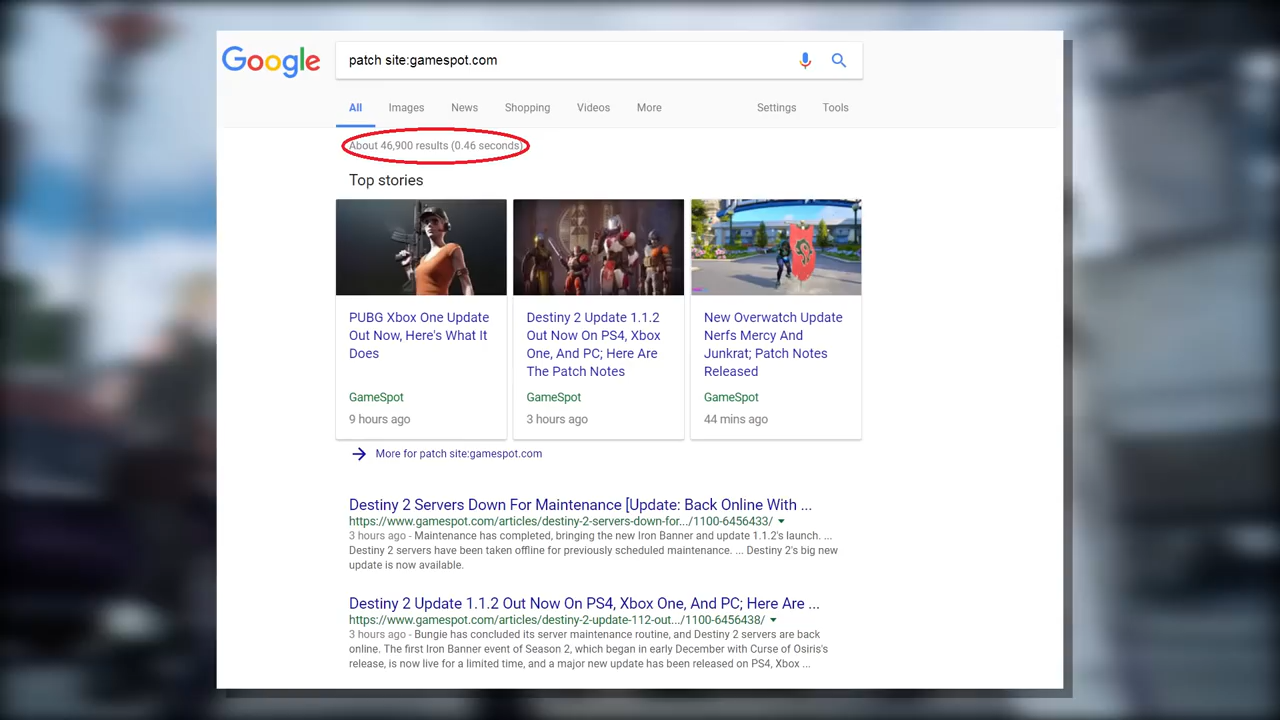 Google
patch site:gamespot.com
All Images News Shopping Videos More Settings Tools
About 46,900 results (0.46 seconds)
Top stories
PUBG Xbox One Update
Out Now, Here's What It
Does
GameSpot
9 hours ago
Destiny 2 Update 1.1.2
Out Now On PS4, Xbox
One, And PC; Here Are
The Patch Notes
GameSpot
3 hours ago
New Overwatch Update
Nerfs Mercy And
Junkrat; Patch Notes
Released
GameSpot
44 mins ago
More for patch site:gamespot.com
Destiny 2 Servers Down For Maintenance [Update: Back Online With ...
https://www.gamespot.com/articles/destiny-2-servers-down-for.../1100-6456433/
3 hours ago - Maintenance has completed, bringing the new Iron Banner and update 1.1.2's launch. ...
Destiny 2 servers have been taken offline for previously scheduled maintenance. ... Destiny 2's big new
update is now available.
Destiny 2 Update 1.1.2 Out Now On PS4, Xbox One, And PC; Here Are ...
https://www.gamespot.com/articles/destiny-2-update-112-out.../1100-6456438/
3 hours ago - Bungie has concluded its server maintenance routine, and Destiny 2 servers are back
online. The first Iron Banner event of Season 2, which began in early December with Curse of Osiris's
release, is now live for a limited time, and a major new update has been released on PS4, Xbox ...